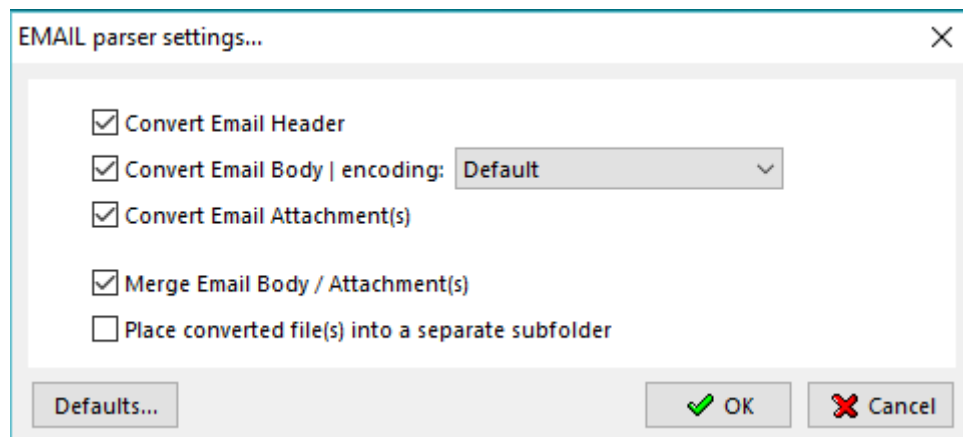 EMAIL parser settings...
Convert Email Header
Convert Email Body | encoding: Default
Convert Email Attachment(s)
Merge Email Body / Attachment(s)
Place converted file(s) into a separate subfolder
Defaults... OK Cancel